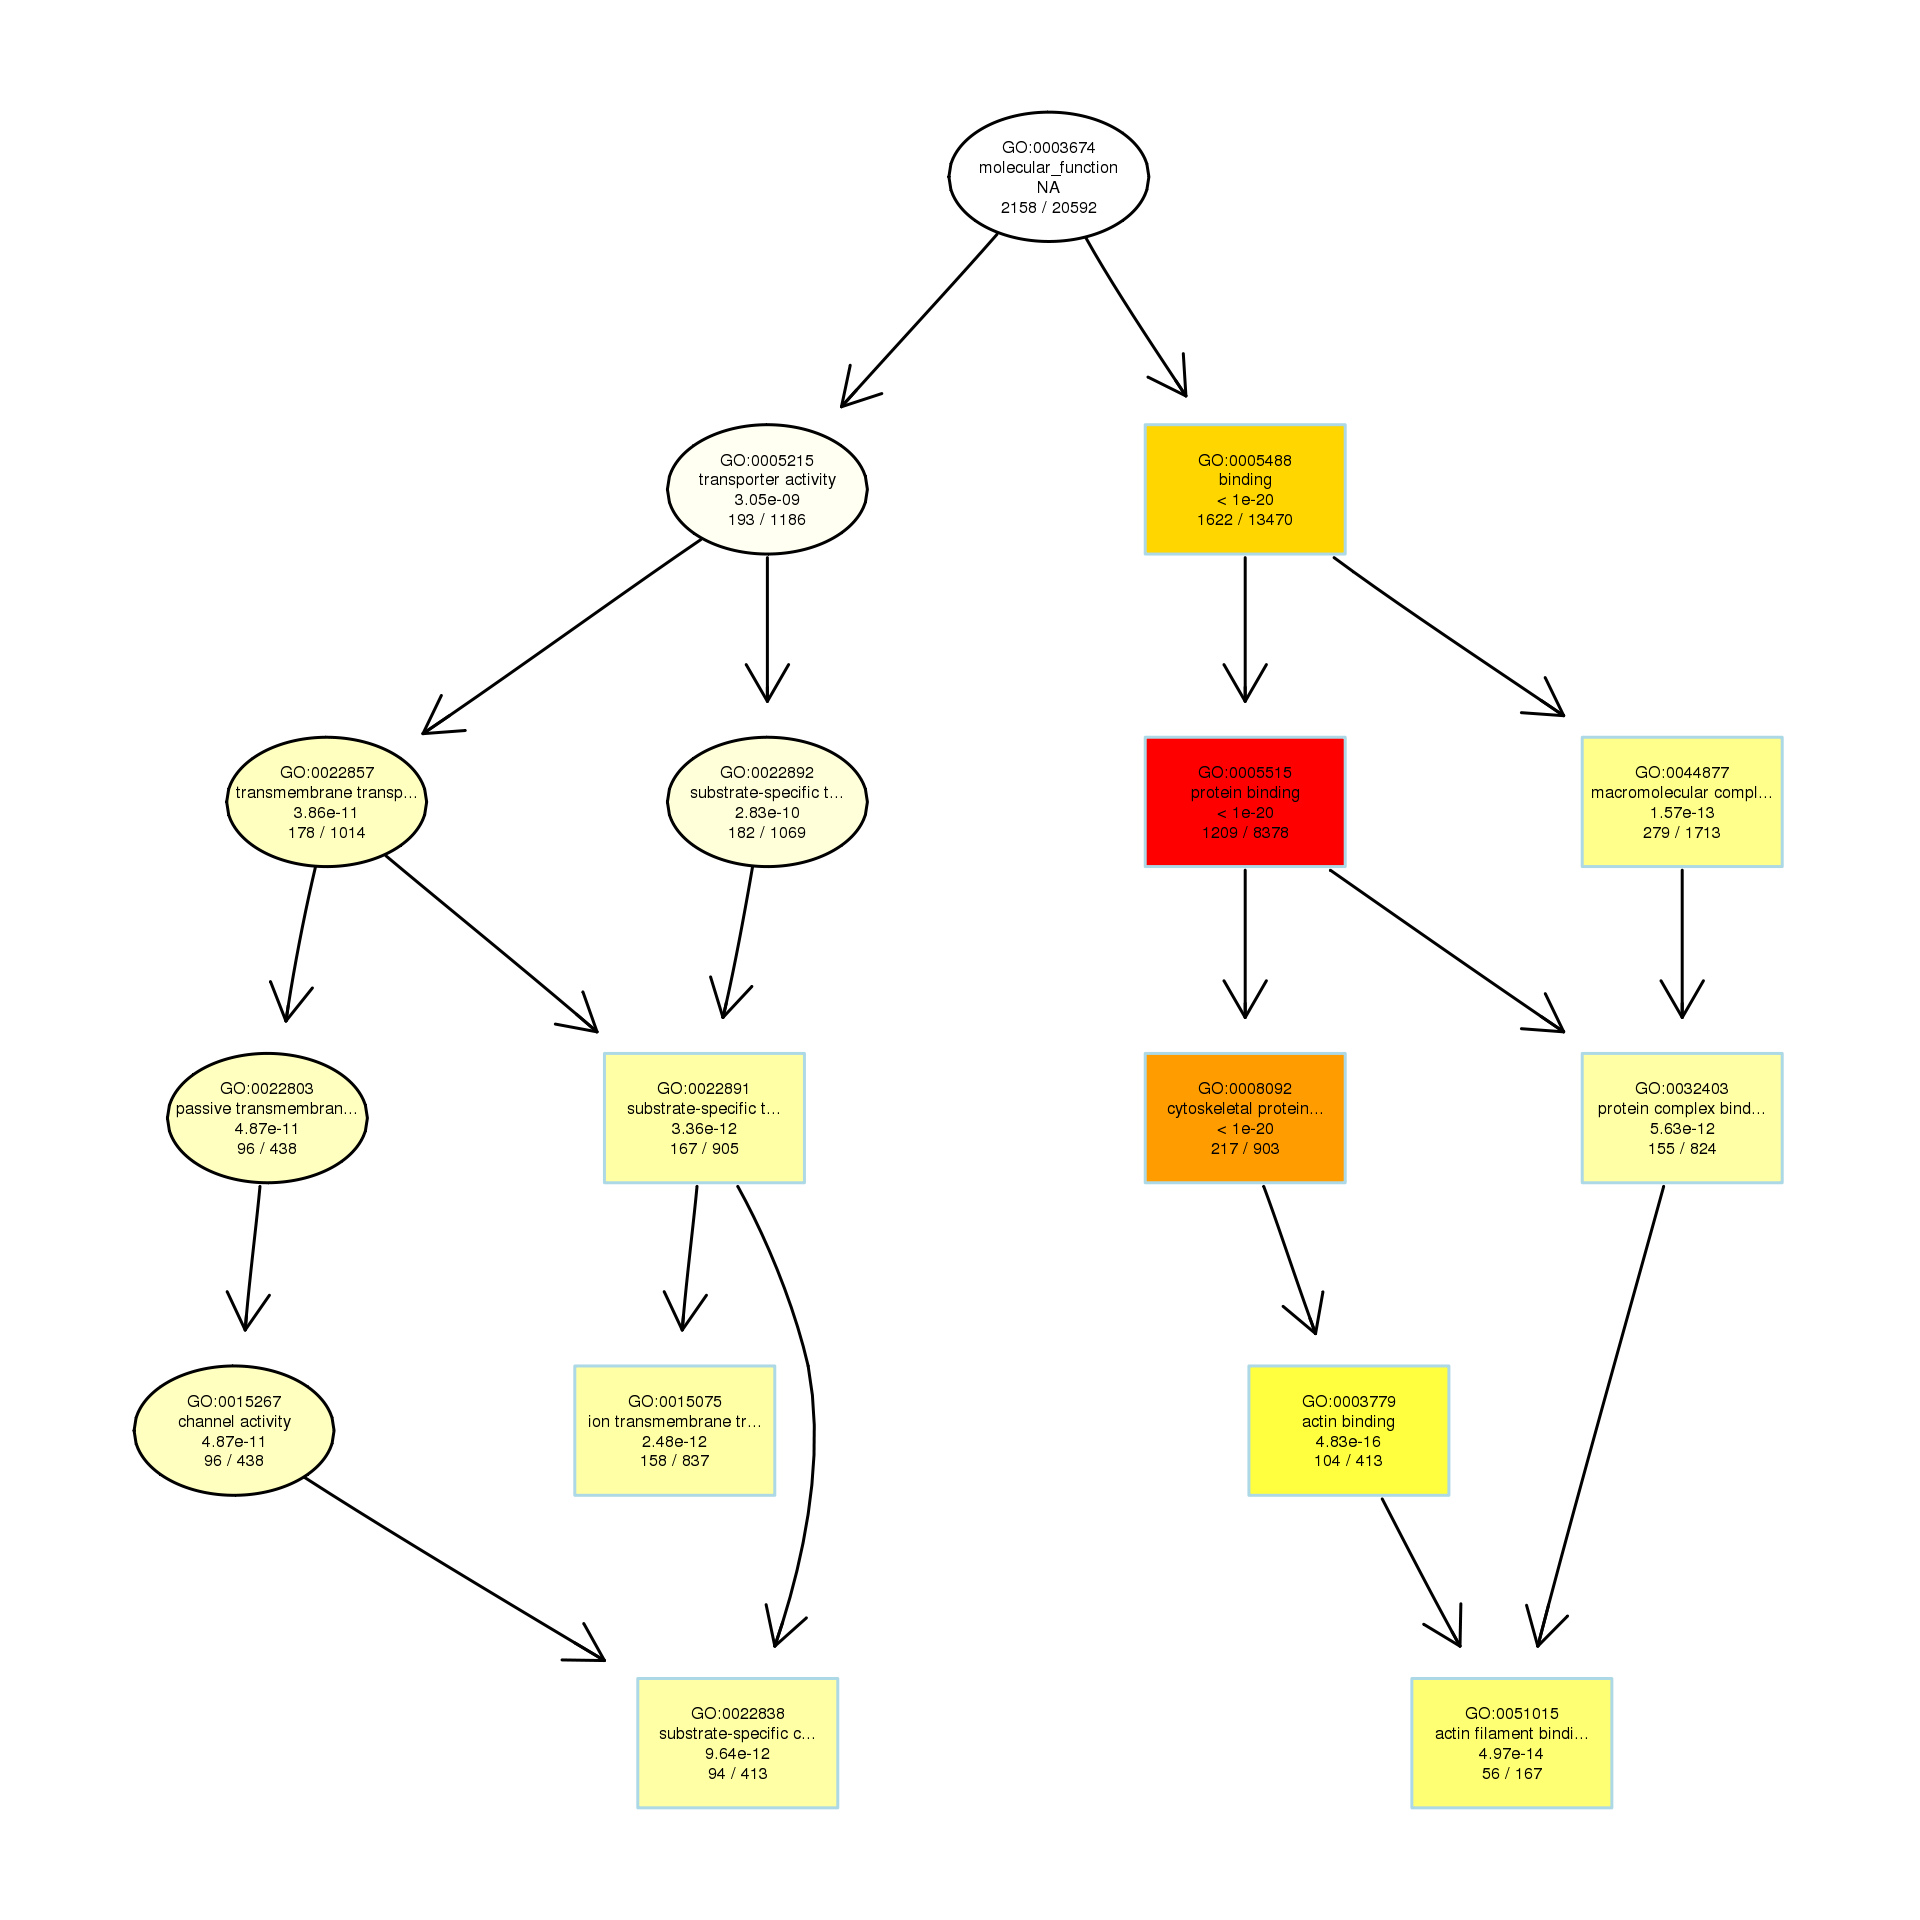 GO:0003674
molecular_function
NA
2158 / 20592
GO:0005215
transporter activity
3.05e-09
193 / 1186
GO:0005488
binding
< 1e-20
1622 / 13470
GO:0022857
transmembrane transp...
3.86e-11
178 / 1014
GO:0022892
substrate-specific t...
2.83e-10
182 / 1069
GO:0005515
protein binding
< 1e-20
1209 / 8378
GO:0044877
macromolecular compl...
1.57e-13
279 / 1713
GO:0022803
passive transmembran...
4.87e-11
96 / 438
GO:0022891
substrate-specific t...
3.36e-12
167 / 905
GO:0008092
cytoskeletal protein...
< 1e-20
217 / 903
GO:0032403
protein complex bind...
5.63e-12
155 / 824
GO:0015267
channel activity
4.87e-11
96 / 438
GO:0015075
ion transmembrane tr...
2.48e-12
158 / 837
GO:0003779
actin binding
4.83e-16
104 / 413
GO:0022838
substrate-specific c...
9.64e-12
94 / 413
GO:0051015
actin filament bindi...
4.97e-14
56 / 167